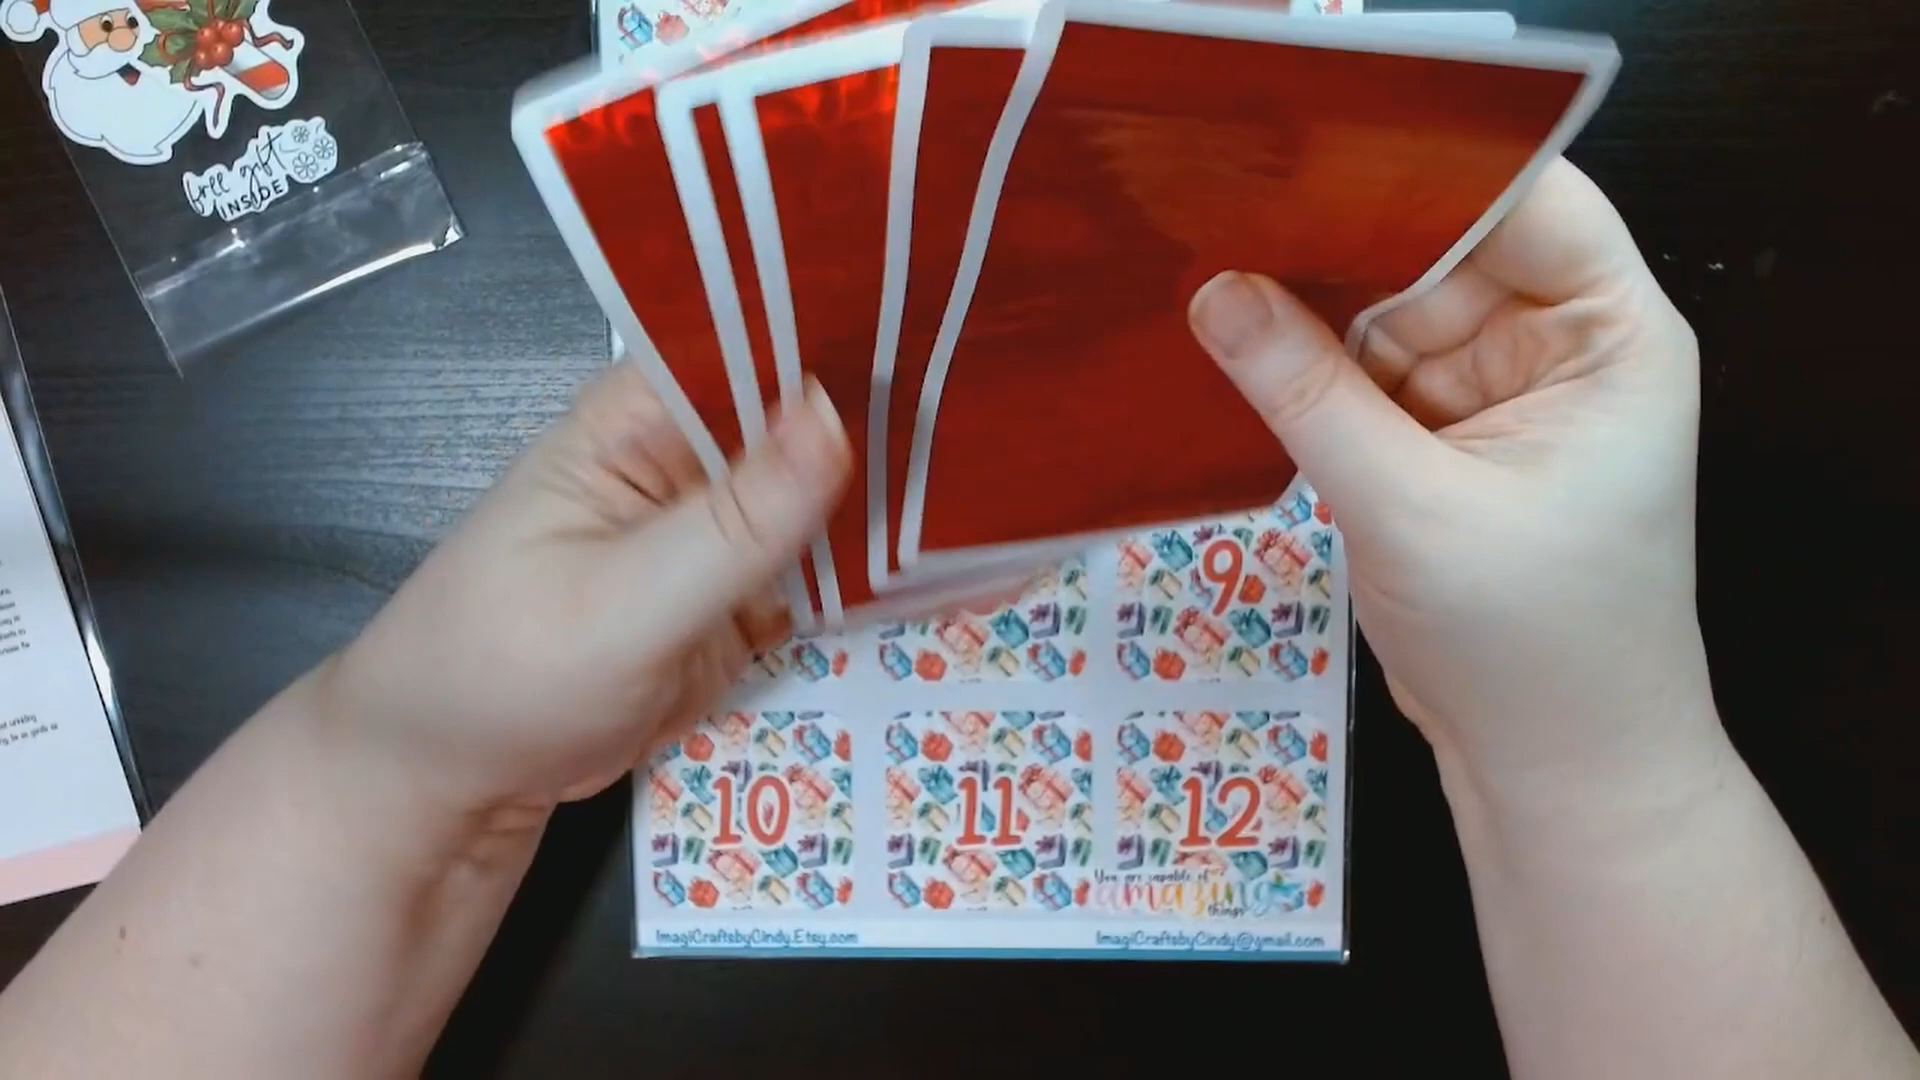 free gift
INSIDE
9
10
11
12
You are capable of
amazing
things
ImagiCraftsbyCindy.Etsy.com
ImagiCraftsbyCindy@gmail.com